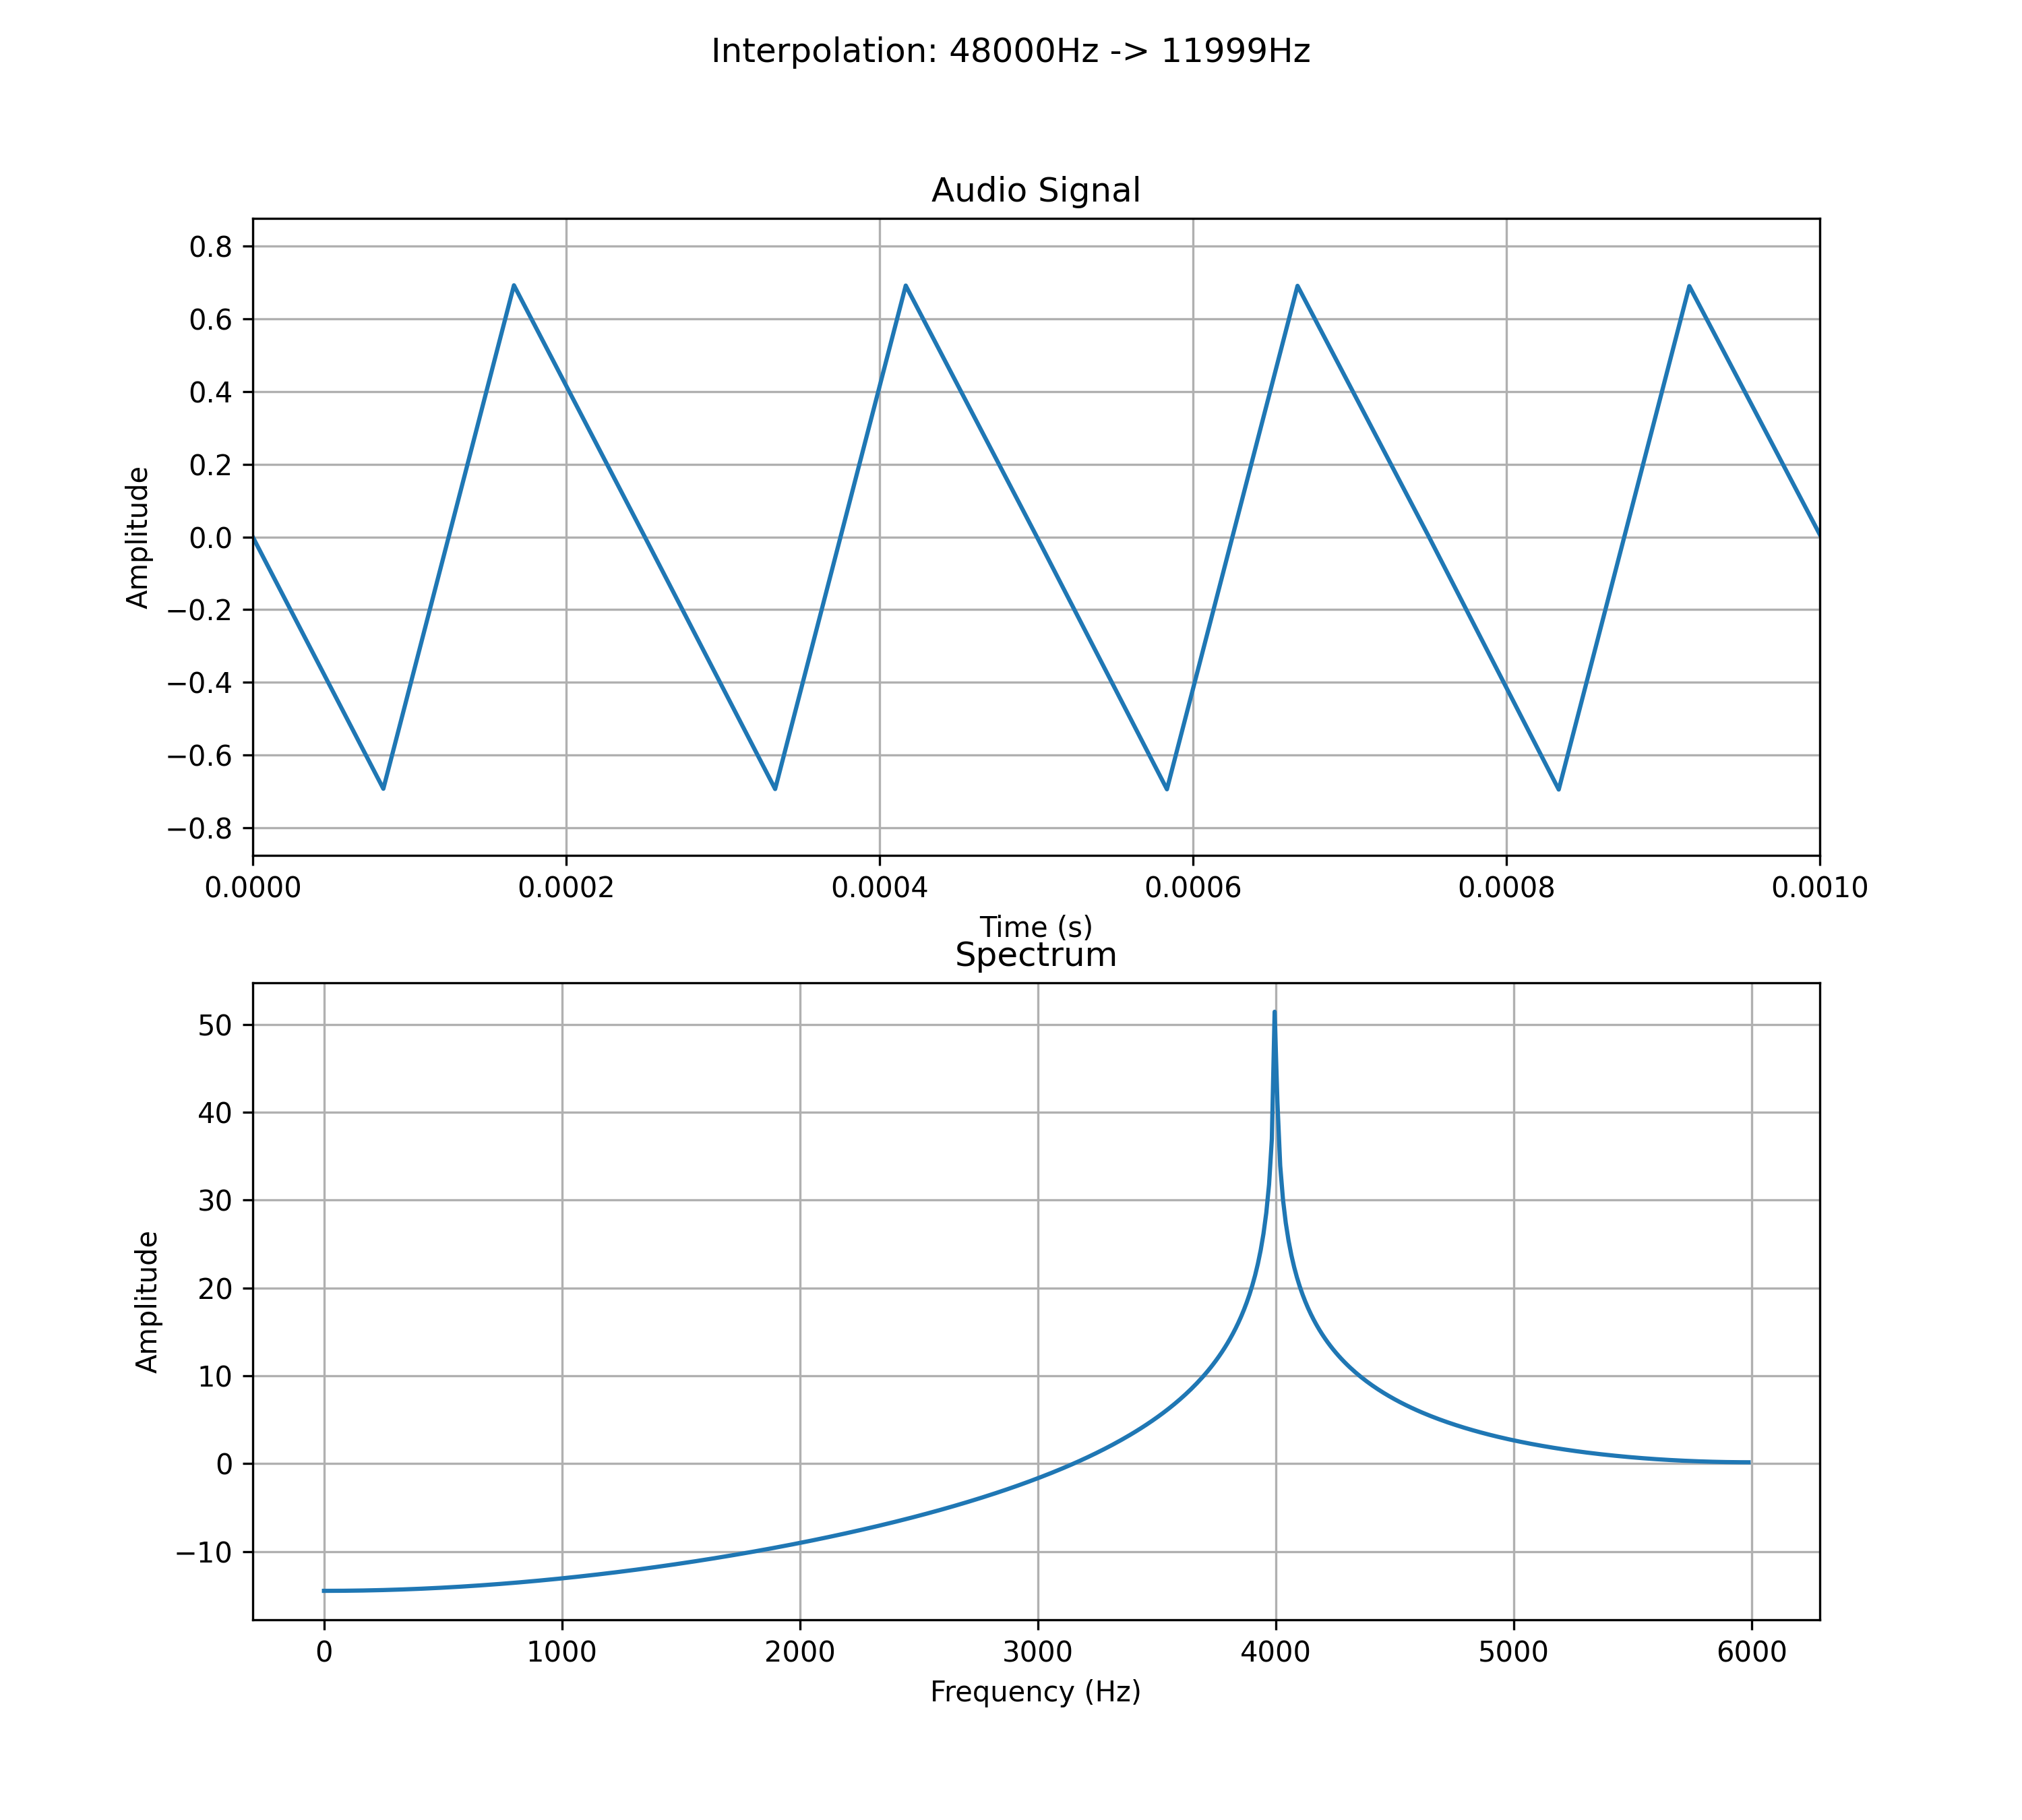 Interpolation: 48000Hz -> 11999Hz
Audio Signal
0.8
0.6
0.4
0.2
0.0
−0.2
−0.4
−0.6
−0.8
Amplitude
0.0000 0.0002 0.0004 0.0006 0.0008 0.0010
Time (s)
Spectrum
50
40
30
20
10
0
−10
Amplitude
0 1000 2000 3000 4000 5000 6000
Frequency (Hz)